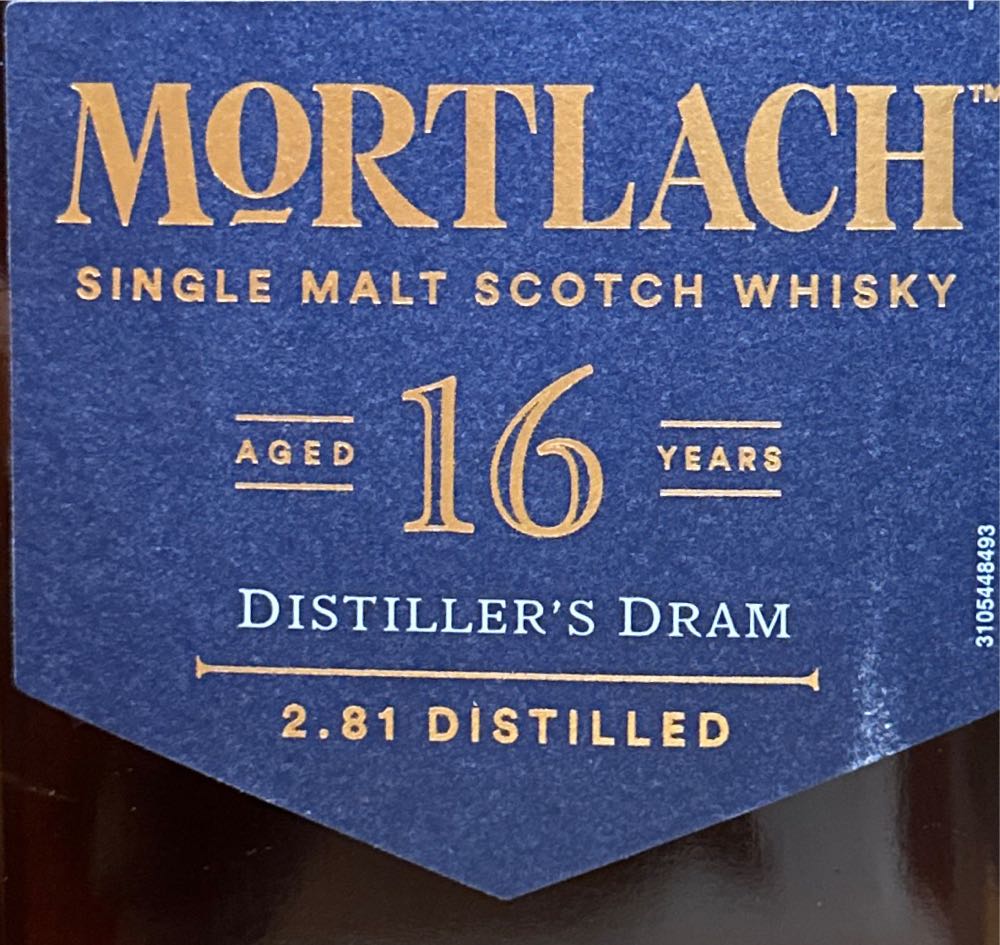 MORTLACH™
SINGLE MALT SCOTCH WHISKY
AGED 16 YEARS
DISTILLER'S DRAM
2.81 DISTILLED
3105448493